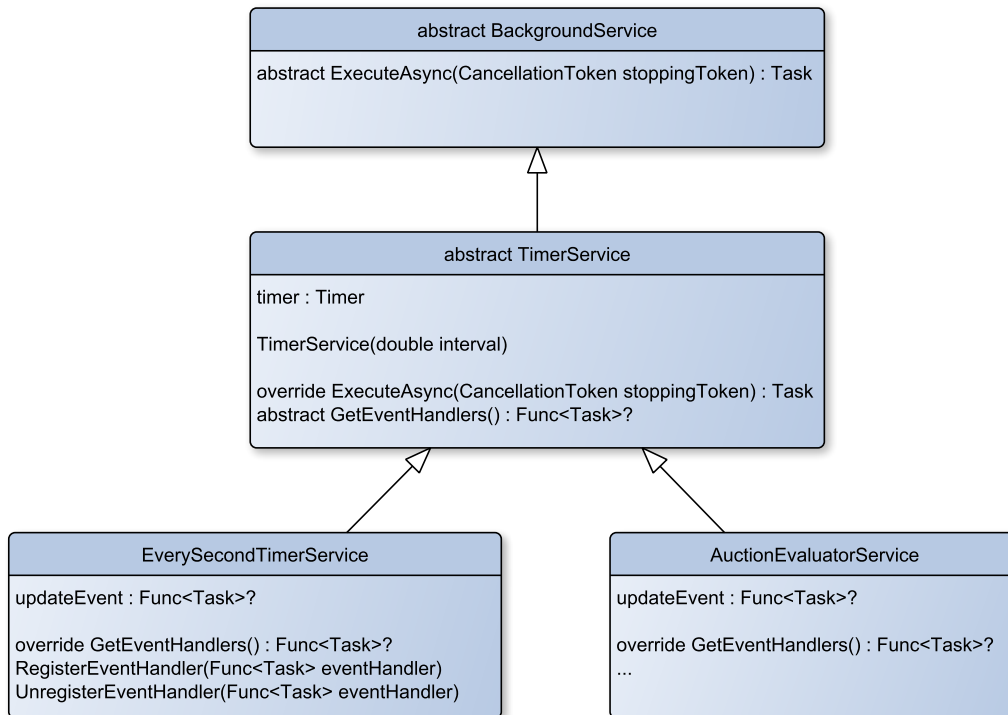 abstract BackgroundService
abstract ExecuteAsync(CancellationToken stoppingToken) : Task
abstract TimerService
timer : Timer
TimerService(double interval)
override ExecuteAsync(CancellationToken stoppingToken) : Task
abstract GetEventHandlers() : Func<Task>?
EverySecondTimerService
updateEvent : Func<Task>?
override GetEventHandlers() : Func<Task>?
RegisterEventHandler(Func<Task> eventHandler)
UnregisterEventHandler(Func<Task> eventHandler)
AuctionEvaluatorService
updateEvent : Func<Task>?
override GetEventHandlers() : Func<Task>?
...